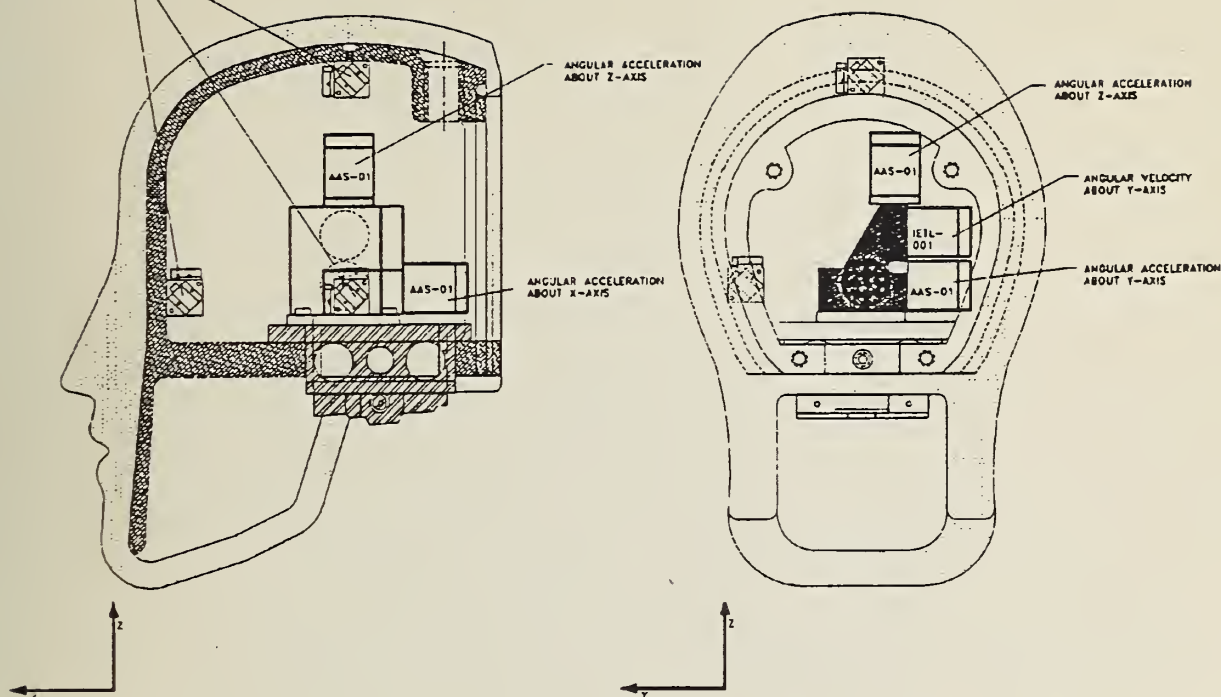 ANGULAR ACCELERATION
ABOUT Z-AXIS
AAS-01
AAS-01
ANGULAR ACCELERATION
ABOUT X-AXIS
Z
ANGULAR ACCELERATION
ABOUT Z-AXIS
AAS-01
ANGULAR VELOCITY
ABOUT Y-AXIS
IETL-
001
AAS-01
ANGULAR ACCELERATION
ABOUT Y-AXIS
Z
Y